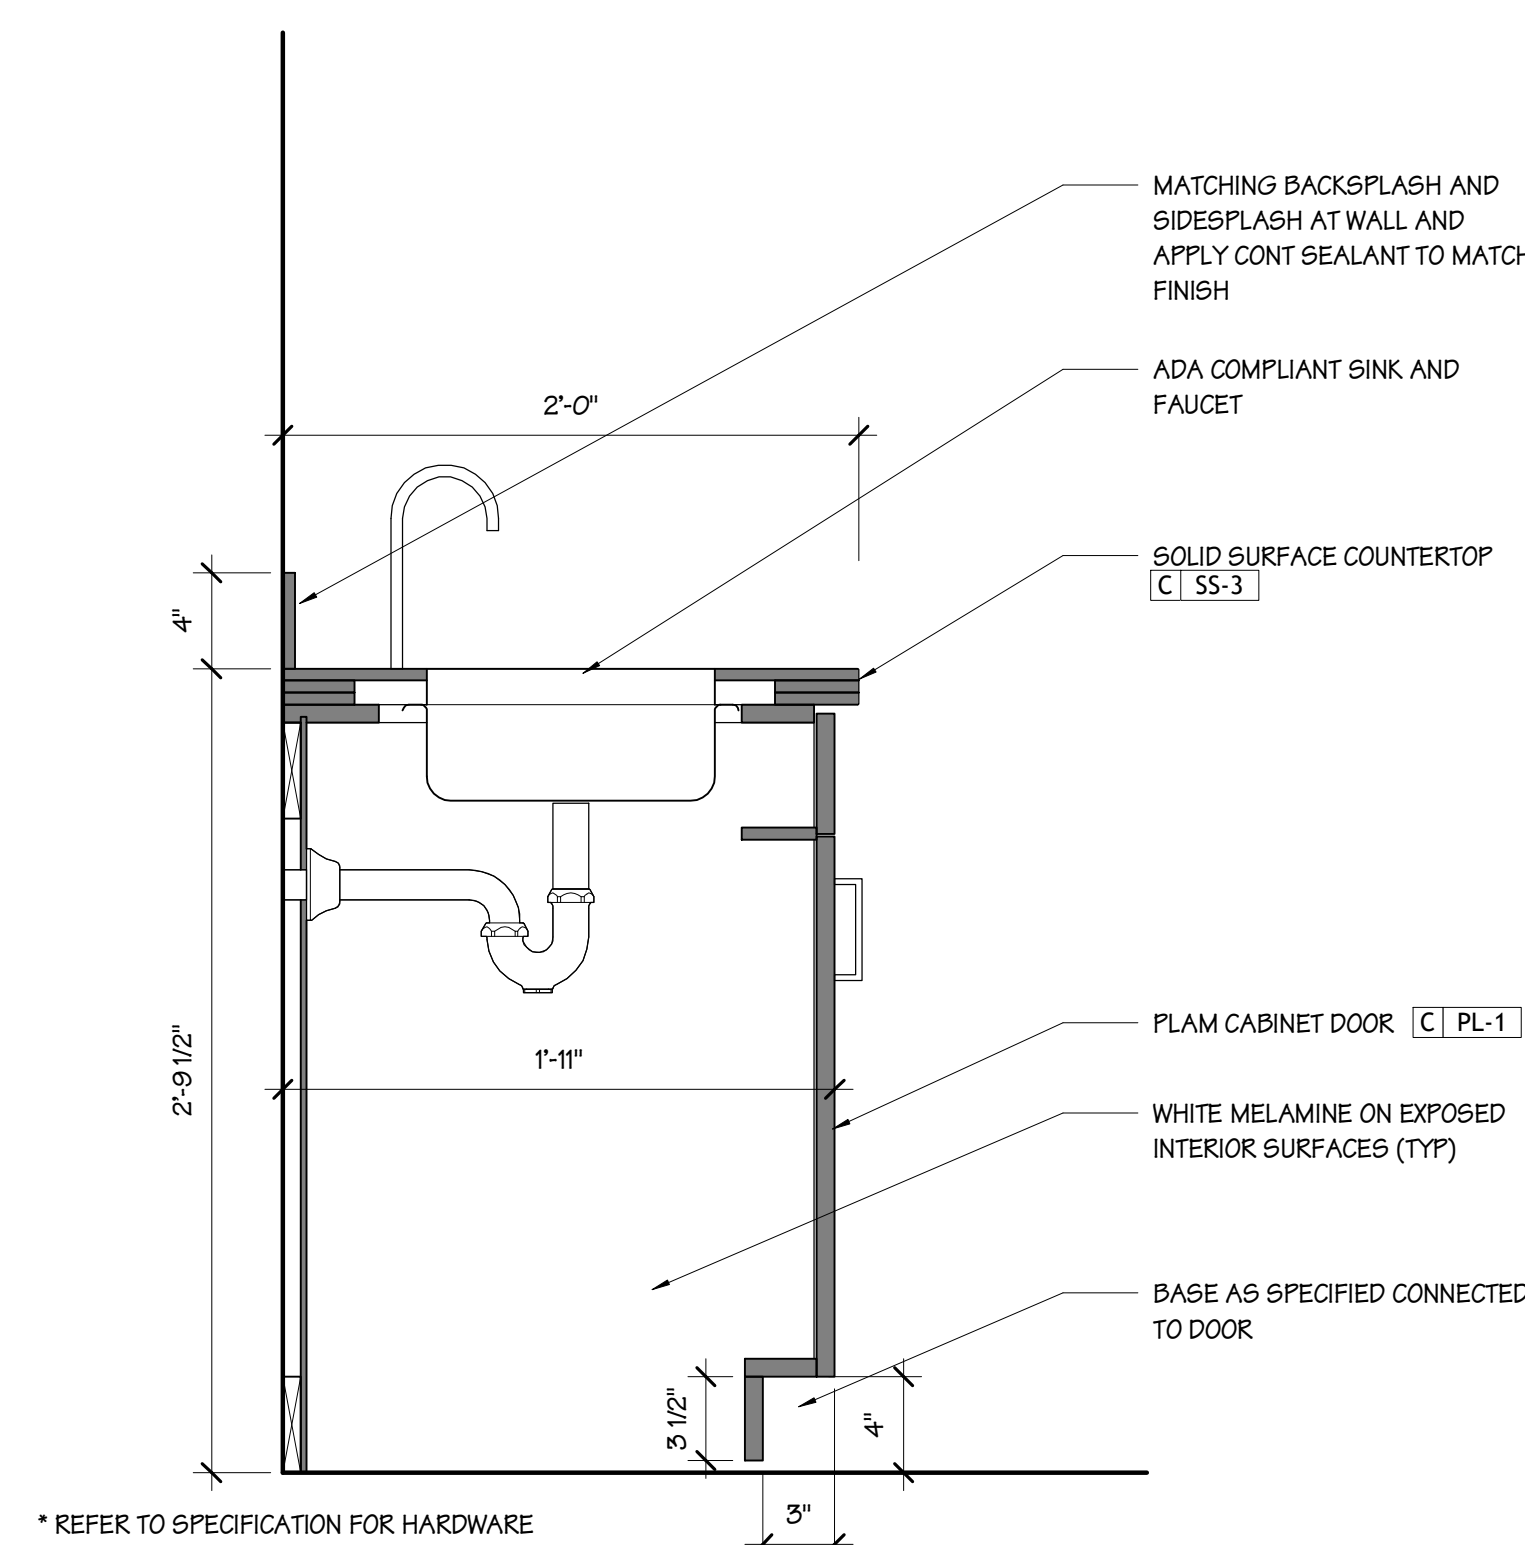 MATCHING BACKSPLASH AND
SIDESPLASH AT WALL AND
APPLY CONT SEALANT TO MATCH
FINISH
ADA COMPLIANT SINK AND
FAUCET
2'-0"
SOLID SURFACE COUNTERTOP
C SS-3
4"
PLAM CABINET DOOR C PL-1
1'-11"
2'-9 1/2"
WHITE MELAMINE ON EXPOSED
INTERIOR SURFACES (TYP)
BASE AS SPECIFIED CONNECTED
TO DOOR
3 1/2"
4"
3"
* REFER TO SPECIFICATION FOR HARDWARE